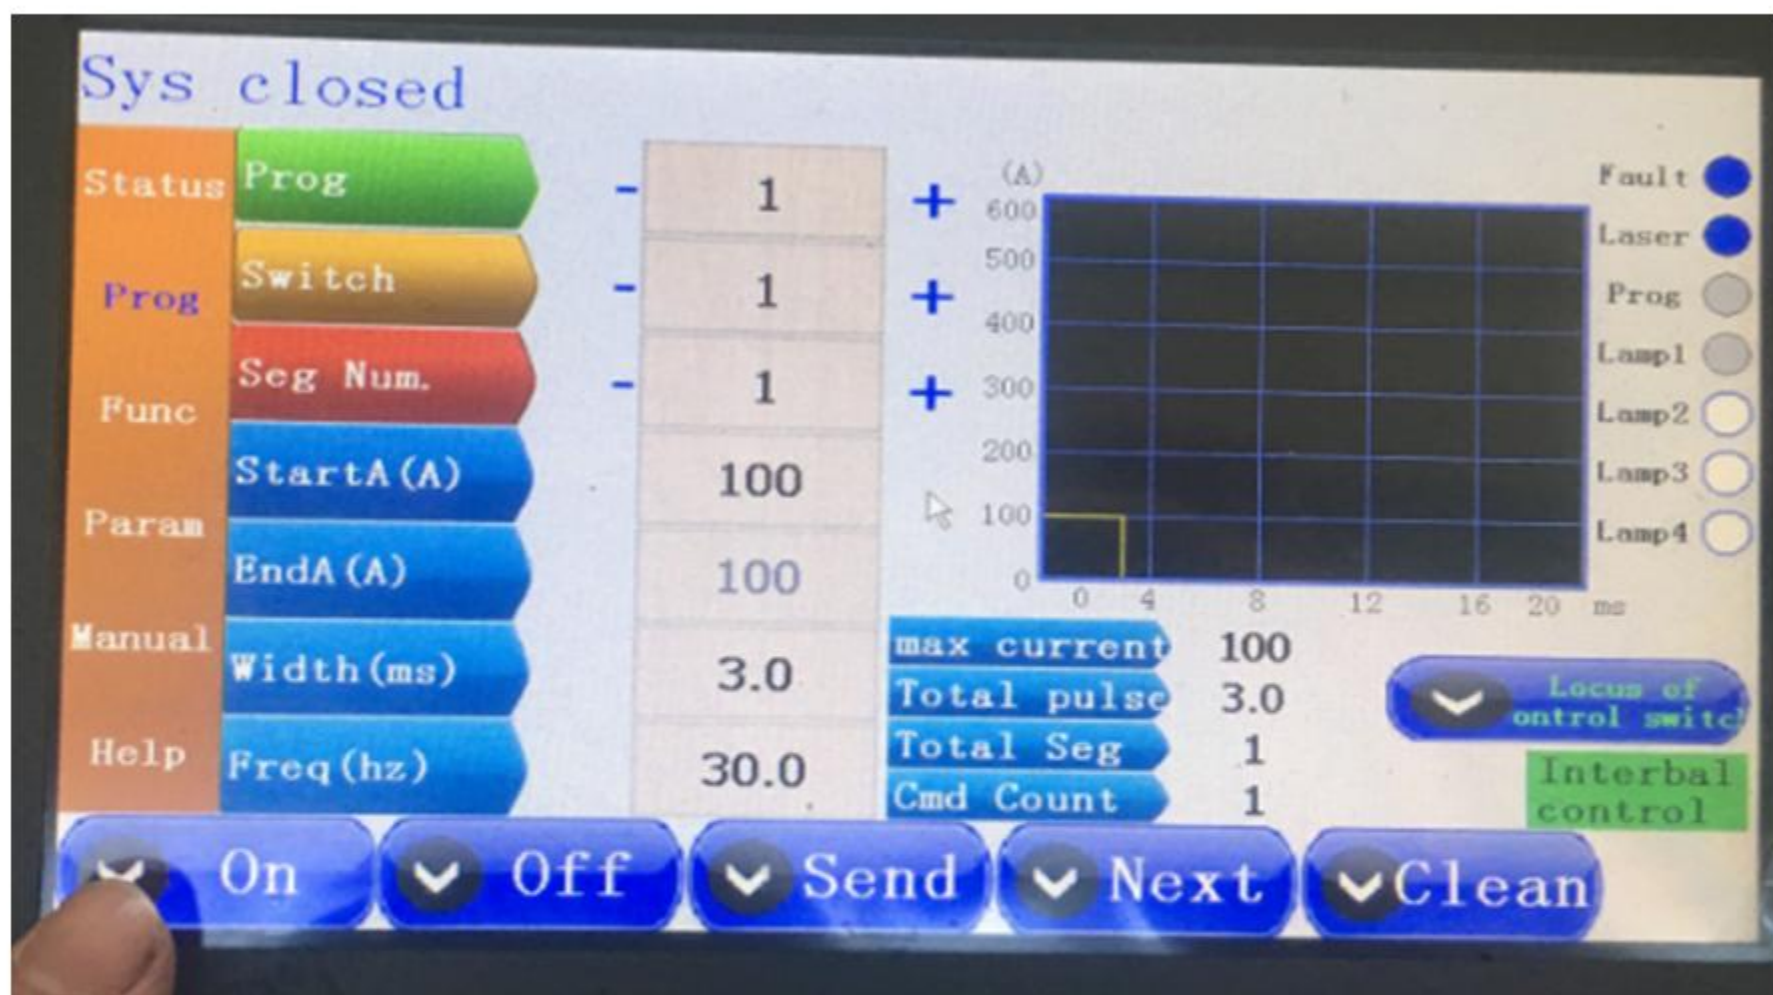 Sys closed
Status
Prog
Func
Param
Manual
Help
Prog - 1 +
Switch - 1 +
Seg Num. - 1 +
StartA(A) 100
EndA(A) 100
Width(ms) 3.0
Freq(hz) 30.0
(A)
600
500
400
300
200
100
0
0 4 8 12 16 20 ms
Fault
Laser
Prog
Lamp1
Lamp2
Lamp3
Lamp4
max current 100
Total pulse 3.0
Total Seg 1
Cmd Count 1
Locus of
ontrol switc
Interbal
control
On Off Send Next Clean